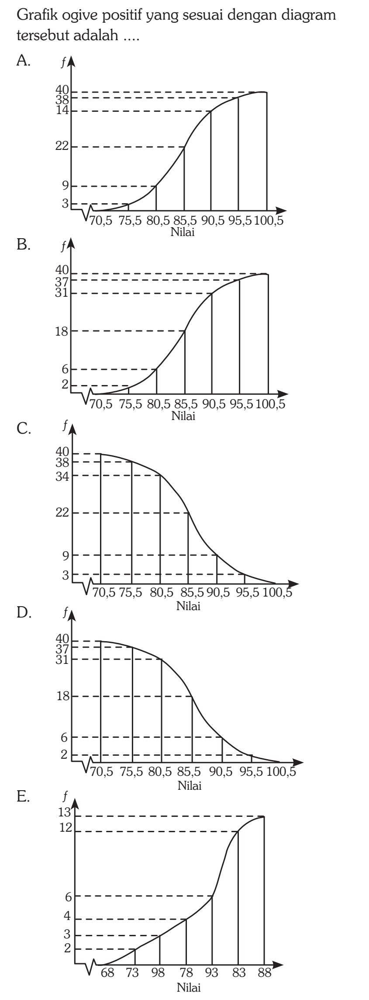 Grafik ogive positif yang sesuai dengan diagram
tersebut adalah ....
A.
f
40
38
14
22
9
3
70,5 75,5 80,5 85,5 90,5 95,5 100,5
Nilai
B.
f
40
37
31
18
6
2
70,5 75,5 80,5 85,5 90,5 95,5 100,5
Nilai
C.
f
40
38
34
22
9
3
70,5 75,5 80,5 85,5 90,5 95,5 100,5
Nilai
D.
f
40
37
31
18
6
2
70,5 75,5 80,5 85,5 90,5 95,5 100,5
Nilai
E.
f
13
12
6
4
3
2
68 73 98 78 93 83 88
Nilai